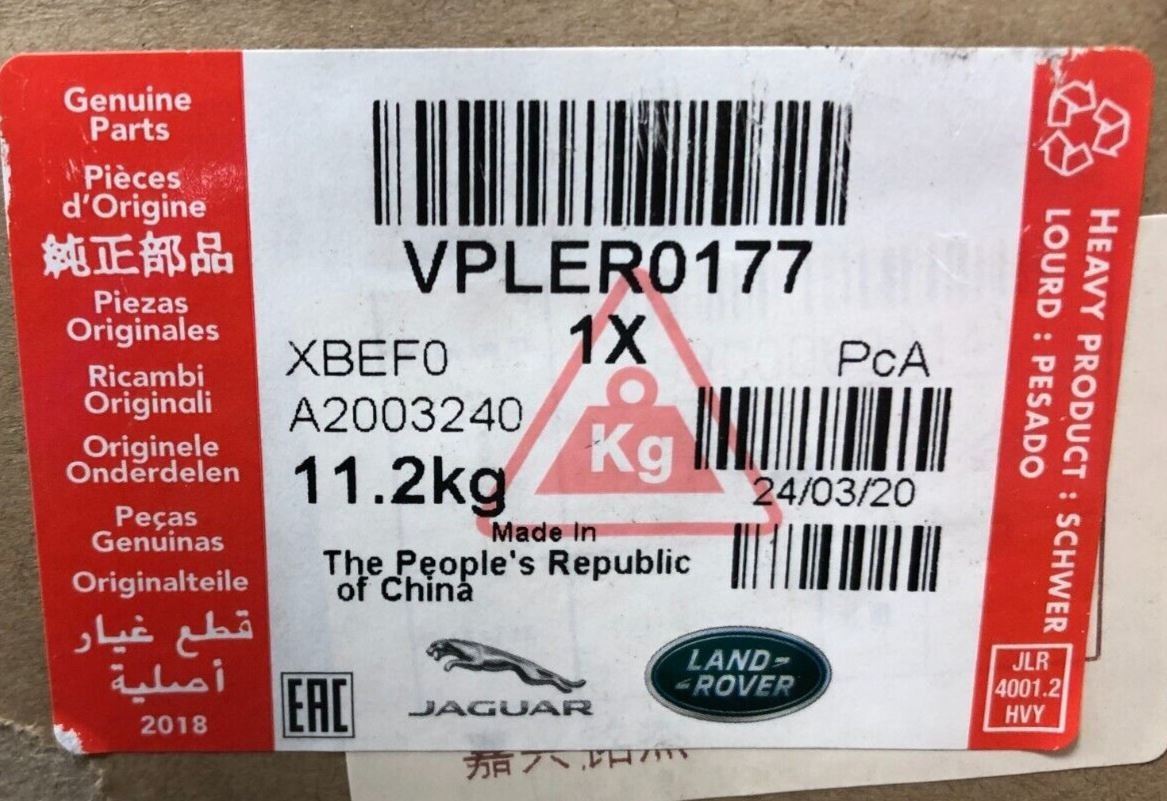 Genuine
Parts
Pièces
d'Origine
純正部品
Piezas
Originales
Ricambi
Originali
Originele
Onderdelen
Peças
Genuinas
Originalteile
قطع غيار
أصلية
2018
VPLER0177
1X
XBEF0
PcA
A2003240
Kg
11.2kg
24/03/20
Made In
The People's Republic
of China
EAC
JAGUAR
LAND-
-ROVER
HEAVY PRODUCT : SCHWER
LOURD : PESADO
JLR
4001.2
HVY